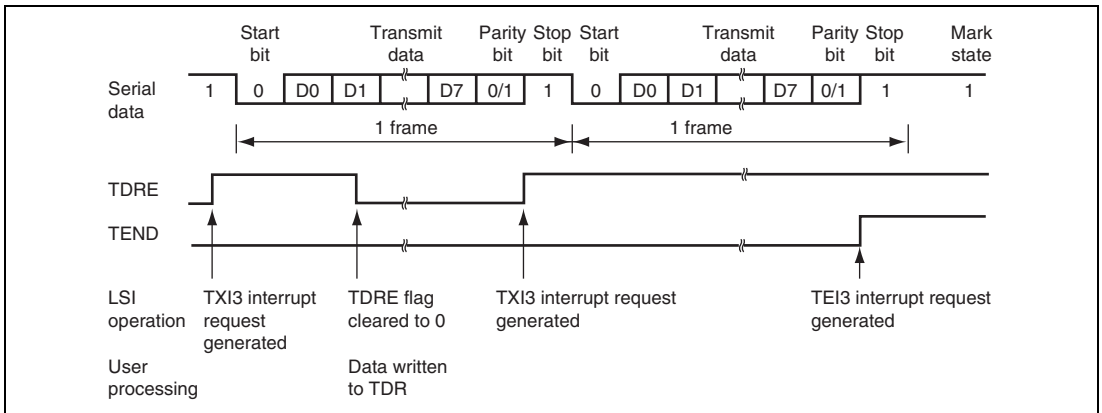 Start bit Transmit data Parity bit Stop bit Start bit Transmit data Parity bit Stop bit Mark state
Serial data 1 0 D0 D1 D7 0/1 1 0 D0 D1 D7 0/1 1 1
1 frame 1 frame
TDRE
TEND
LSI operation TXI3 interrupt request generated TDRE flag cleared to 0 TXI3 interrupt request generated TEI3 interrupt request generated
User processing Data written to TDR